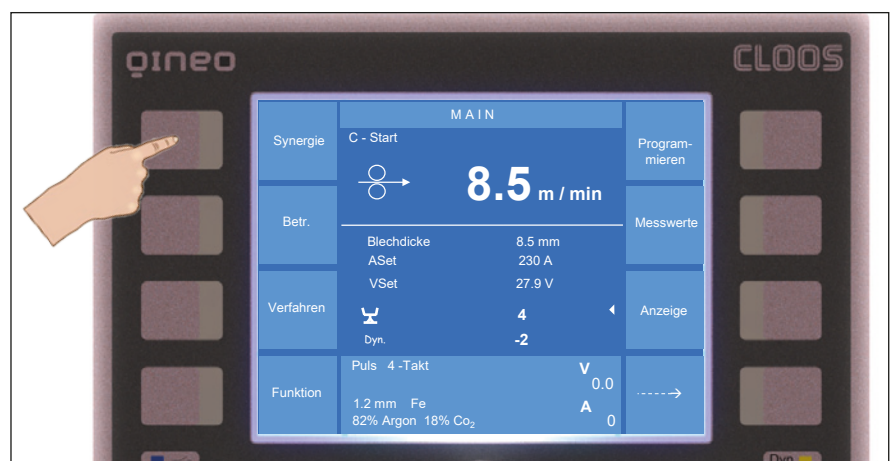 QINEO
CLOOS
MAIN
Synergie
C - Start
Program-
mieren
8.5 m / min
Betr.
Messwerte
Blechdicke 8.5 mm
ASet 230 A
VSet 27.9 V
Verfahren
4
Anzeige
Dyn. -2
Puls 4 -Takt V
0.0
Funktion
1.2 mm Fe A
82% Argon 18% Co₂ 0
Dyn